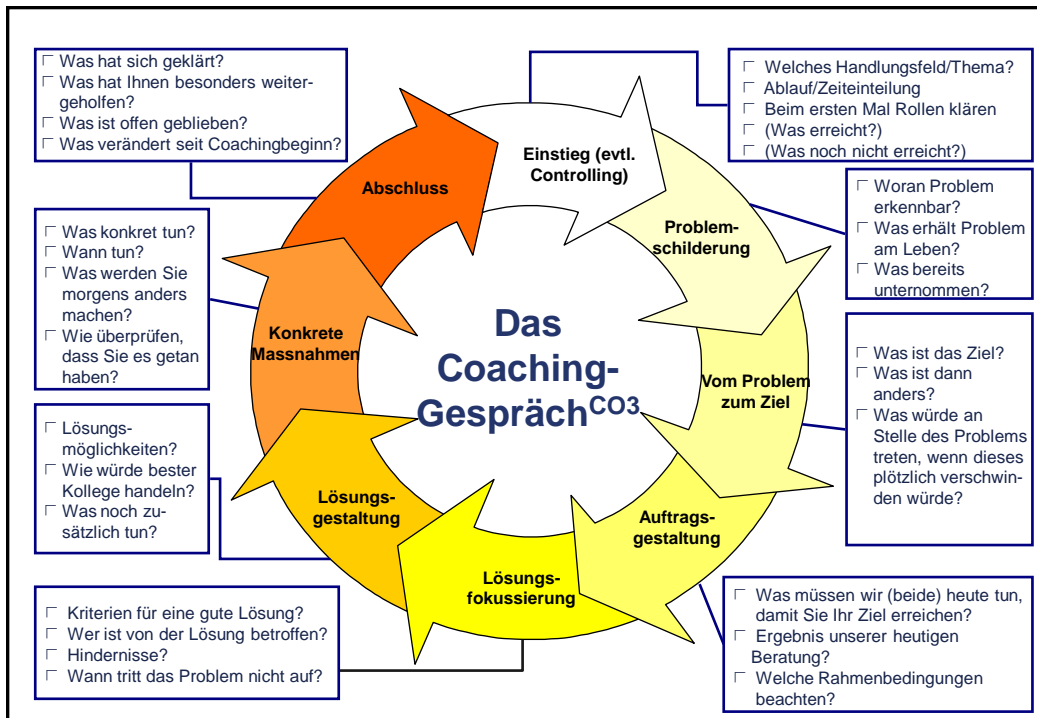 Das
Coaching-
Gespräch^CO3
Einstieg (evtl.
Controlling)
Welches Handlungsfeld/Thema?
Ablauf/Zeiteinteilung
Beim ersten Mal Rollen klären
(Was erreicht?)
(Was noch nicht erreicht?)
Problem-
schilderung
Woran Problem
erkennbar?
Was erhält Problem
am Leben?
Was bereits
unternommen?
Vom Problem
zum Ziel
Was ist das Ziel?
Was ist dann
anders?
Was würde an
Stelle des Problems
treten, wenn dieses
plötzlich verschwin-
den würde?
Auftrags-
gestaltung
Was müssen wir (beide) heute tun,
damit Sie Ihr Ziel erreichen?
Ergebnis unserer heutigen
Beratung?
Welche Rahmenbedingungen
beachten?
Lösungs-
fokussierung
Kriterien für eine gute Lösung?
Wer ist von der Lösung betroffen?
Hindernisse?
Wann tritt das Problem nicht auf?
Lösungs-
gestaltung
Lösungs-
möglichkeiten?
Wie würde bester
Kollege handeln?
Was noch zu-
sätzlich tun?
Konkrete
Massnahmen
Was konkret tun?
Wann tun?
Was werden Sie
morgens anders
machen?
Wie überprüfen,
dass Sie es getan
haben?
Abschluss
Was hat sich geklärt?
Was hat Ihnen besonders weiter-
geholfen?
Was ist offen geblieben?
Was verändert seit Coachingbeginn?